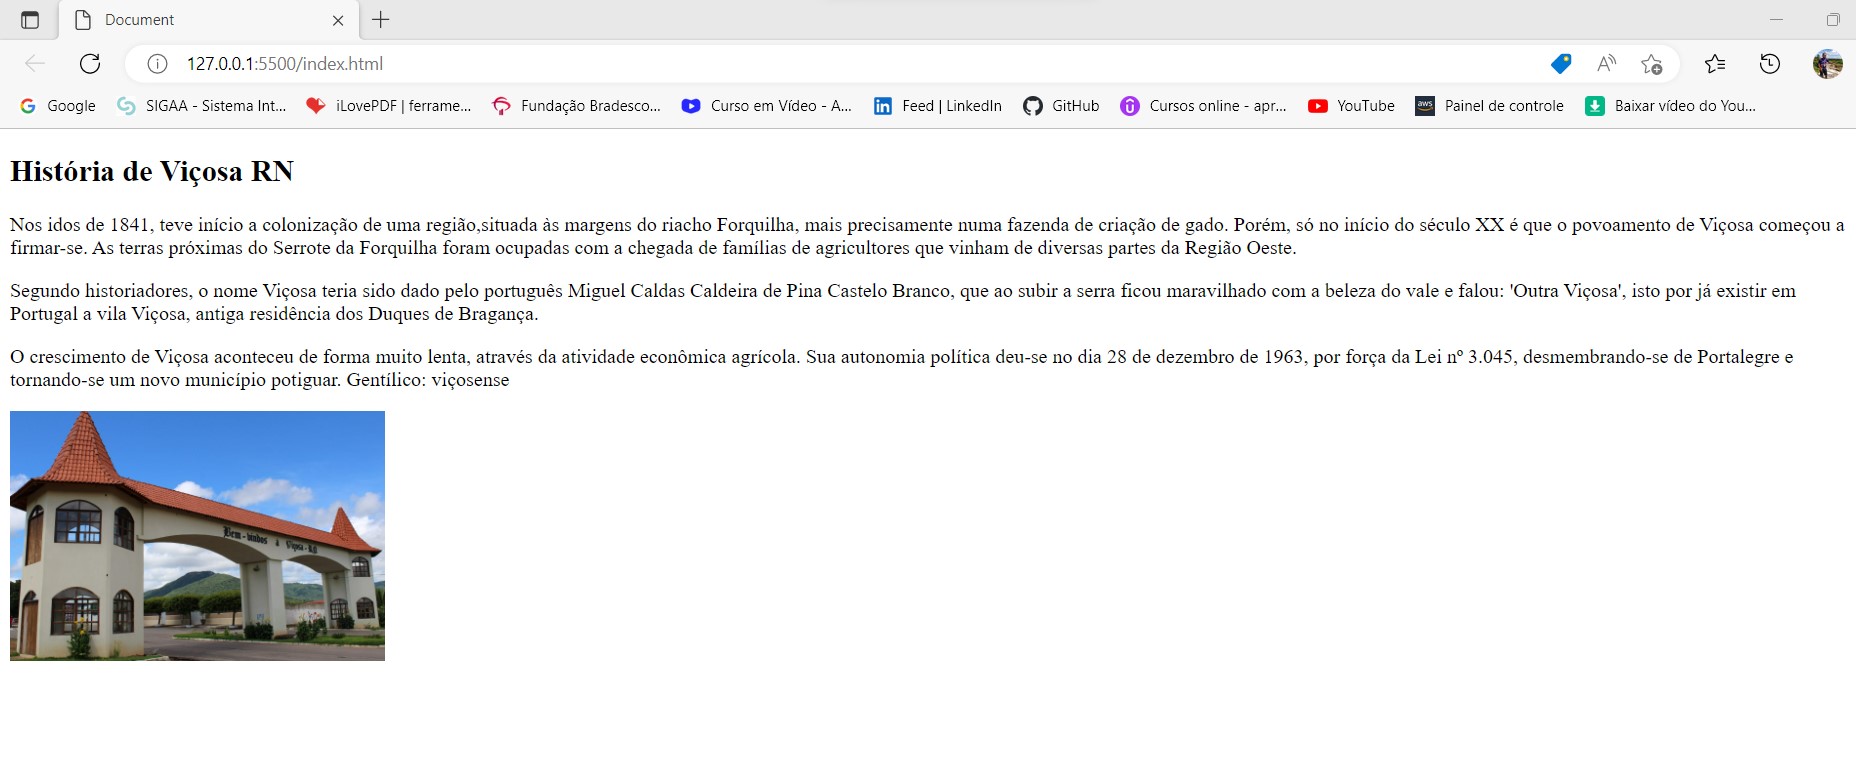 Document
127.0.0.1:5500/index.html
Google SIGAA - Sistema Int... iLovePDF | ferrame... Fundação Bradesco... Curso em Vídeo - A... Feed | LinkedIn GitHub Cursos online - apr... YouTube aws Painel de controle Baixar vídeo do You...
História de Viçosa RN
Nos idos de 1841, teve início a colonização de uma região,situada às margens do riacho Forquilha, mais precisamente numa fazenda de criação de gado. Porém, só no início do século XX é que o povoamento de Viçosa começou a
firmar-se. As terras próximas do Serrote da Forquilha foram ocupadas com a chegada de famílias de agricultores que vinham de diversas partes da Região Oeste.
Segundo historiadores, o nome Viçosa teria sido dado pelo português Miguel Caldas Caldeira de Pina Castelo Branco, que ao subir a serra ficou maravilhado com a beleza do vale e falou: 'Outra Viçosa', isto por já existir em
Portugal a vila Viçosa, antiga residência dos Duques de Bragança.
O crescimento de Viçosa aconteceu de forma muito lenta, através da atividade econômica agrícola. Sua autonomia política deu-se no dia 28 de dezembro de 1963, por força da Lei nº 3.045, desmembrando-se de Portalegre e
tornando-se um novo município potiguar. Gentílico: viçosense
Bem-vindos à Viçosa-RN